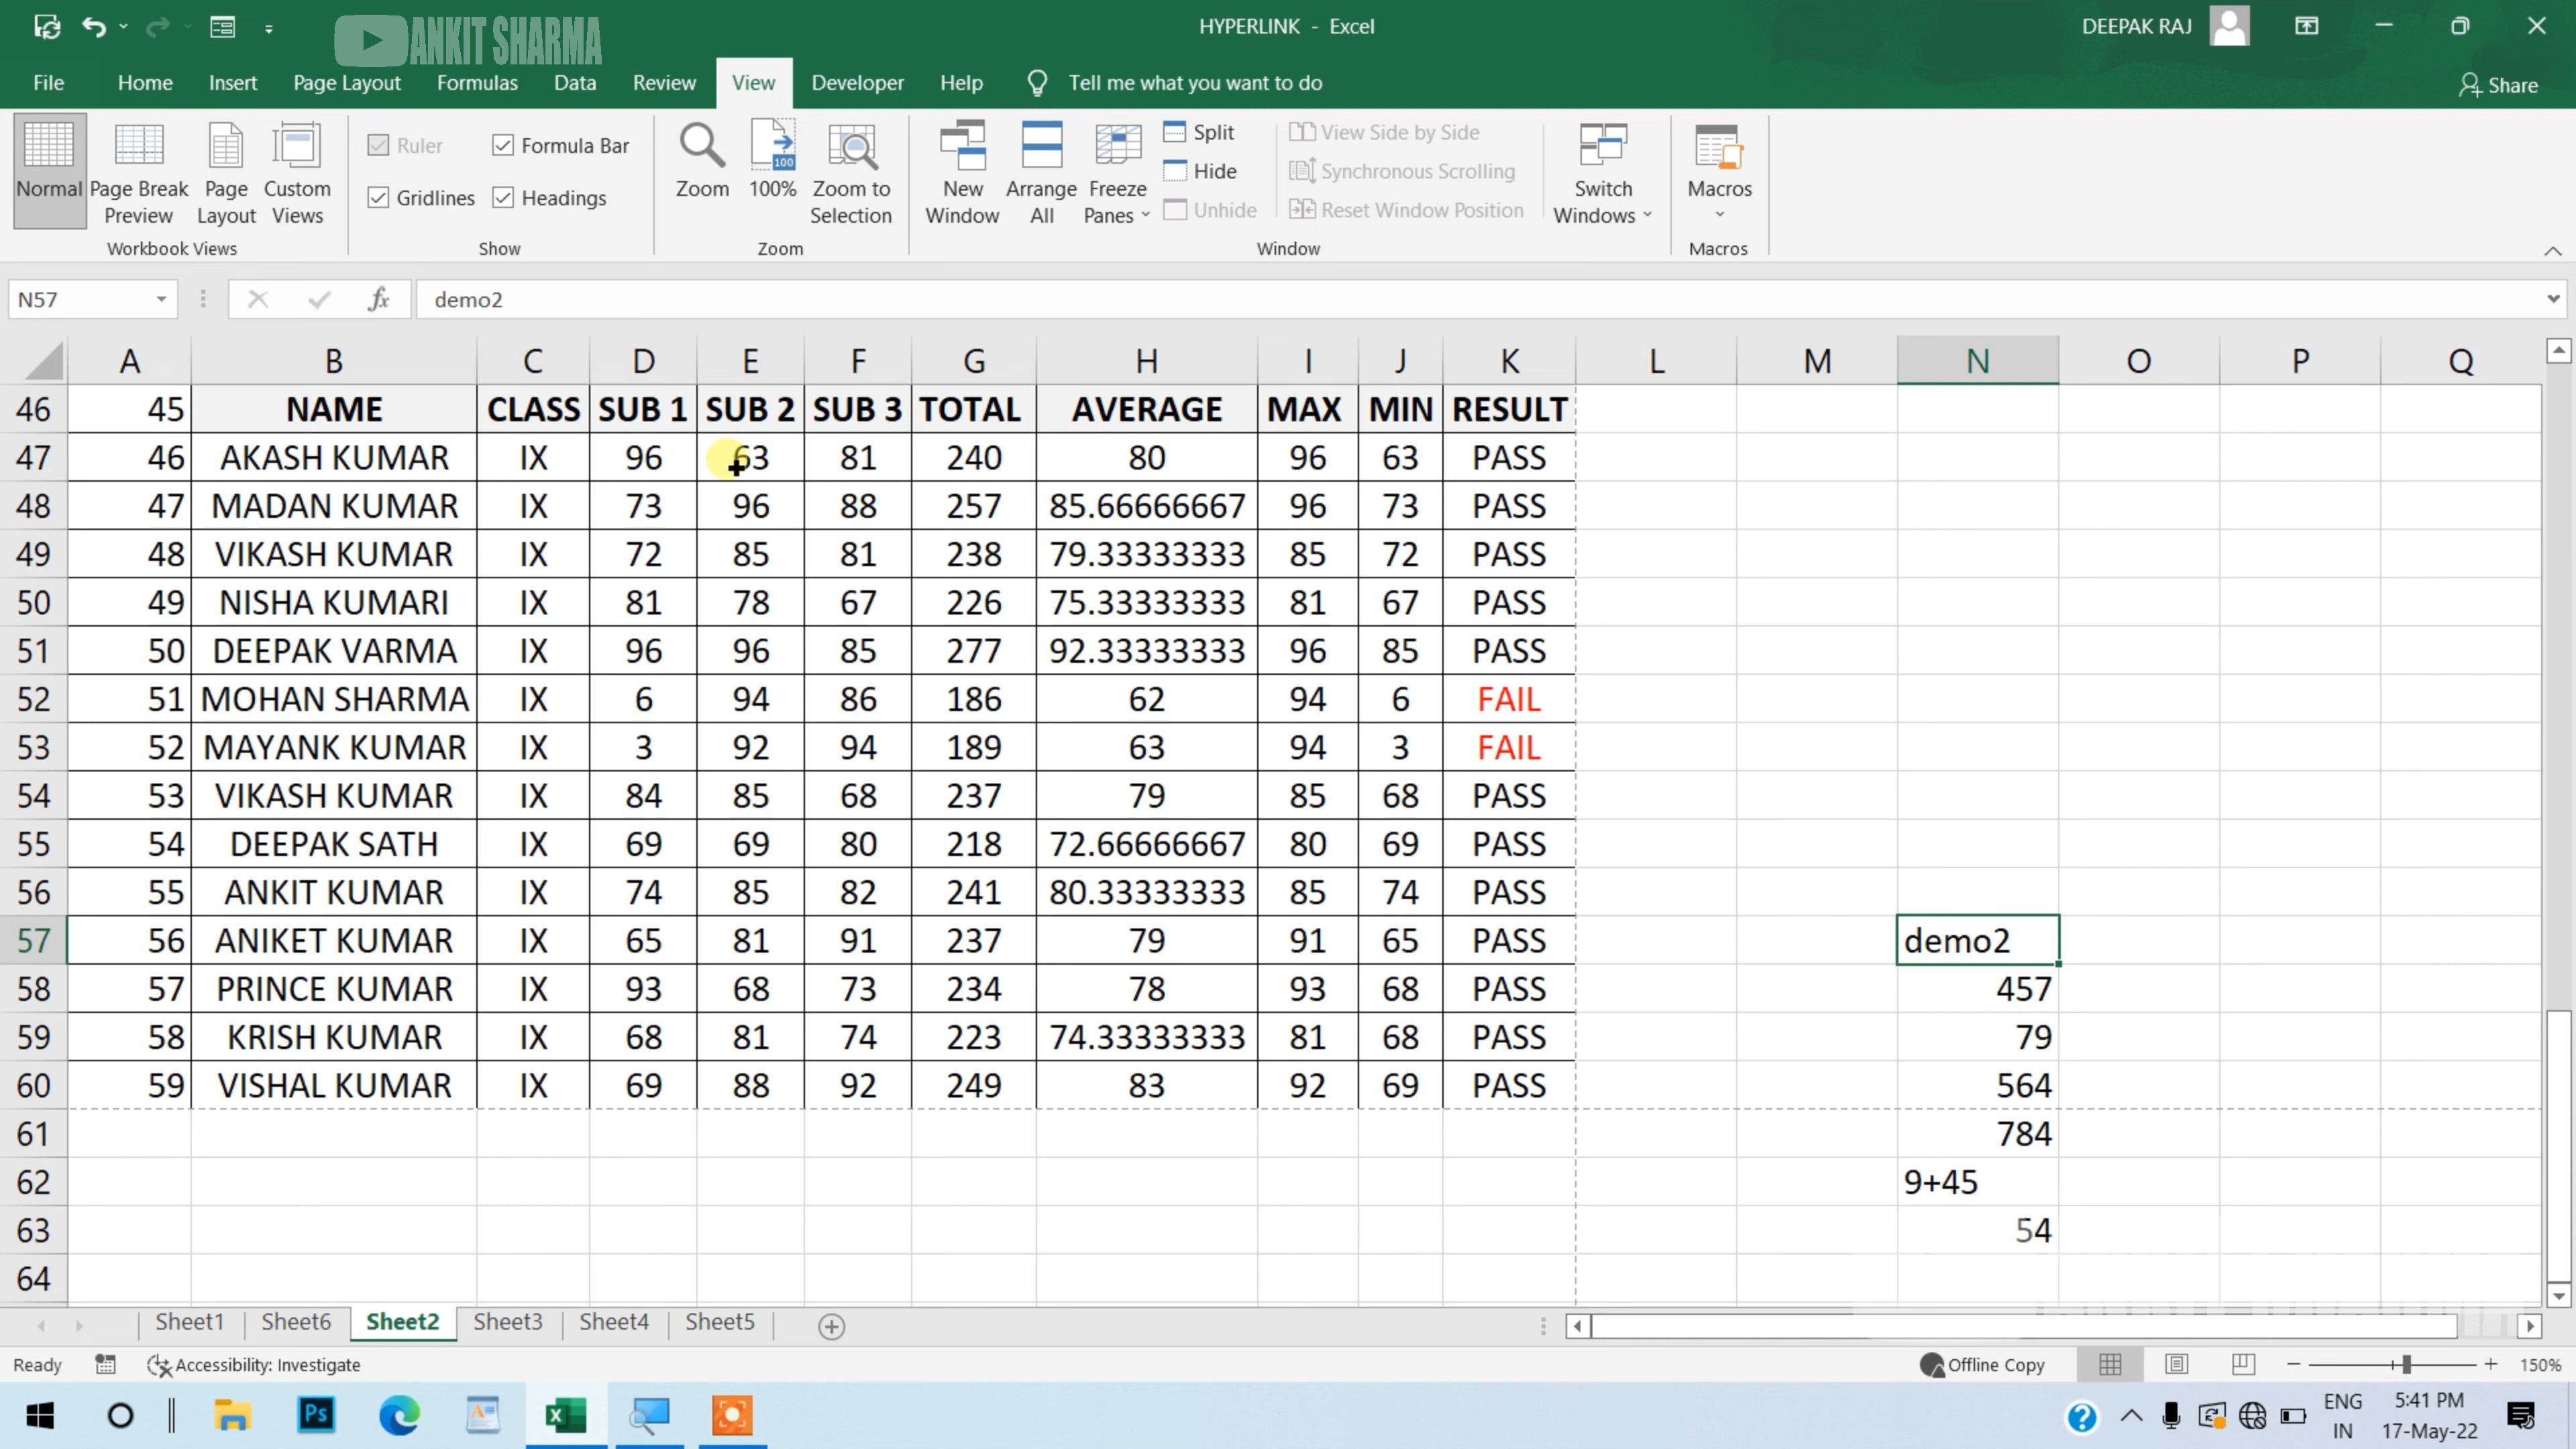 ANKIT SHARMA
HYPERLINK - Excel
DEEPAK RAJ
File Home Insert Page Layout Formulas Data Review View Developer Help Tell me what you want to do Share
Normal Page Break Preview Page Layout Custom Views
Workbook Views
Ruler Formula Bar
Gridlines Headings
Show
Zoom 100 100% Zoom to Selection
Zoom
New Window Arrange All Freeze Panes
Split
Hide
Unhide
View Side by Side
Synchronous Scrolling
Reset Window Position
Switch Windows
Window
Macros
Macros
N57 fx demo2
A B C D E F G H I J K L M N O P Q
46 45 NAME CLASS SUB 1 SUB 2 SUB 3 TOTAL AVERAGE MAX MIN RESULT
47 46 AKASH KUMAR IX 96 63 81 240 80 96 63 PASS
48 47 MADAN KUMAR IX 73 96 88 257 85.66666667 96 73 PASS
49 48 VIKASH KUMAR IX 72 85 81 238 79.33333333 85 72 PASS
50 49 NISHA KUMARI IX 81 78 67 226 75.33333333 81 67 PASS
51 50 DEEPAK VARMA IX 96 96 85 277 92.33333333 96 85 PASS
52 51 MOHAN SHARMA IX 6 94 86 186 62 94 6 FAIL
53 52 MAYANK KUMAR IX 3 92 94 189 63 94 3 FAIL
54 53 VIKASH KUMAR IX 84 85 68 237 79 85 68 PASS
55 54 DEEPAK SATH IX 69 69 80 218 72.66666667 80 69 PASS
56 55 ANKIT KUMAR IX 74 85 82 241 80.33333333 85 74 PASS
57 56 ANIKET KUMAR IX 65 81 91 237 79 91 65 PASS demo2
58 57 PRINCE KUMAR IX 93 68 73 234 78 93 68 PASS 457
59 58 KRISH KUMAR IX 68 81 74 223 74.33333333 81 68 PASS 79
60 59 VISHAL KUMAR IX 69 88 92 249 83 92 69 PASS 564
61 784
62 9+45
63 54
64
Sheet1 Sheet6 Sheet2 Sheet3 Sheet4 Sheet5
Ready Accessibility: Investigate Offline Copy 150%
Ps
ENG 5:41 PM
IN 17-May-22